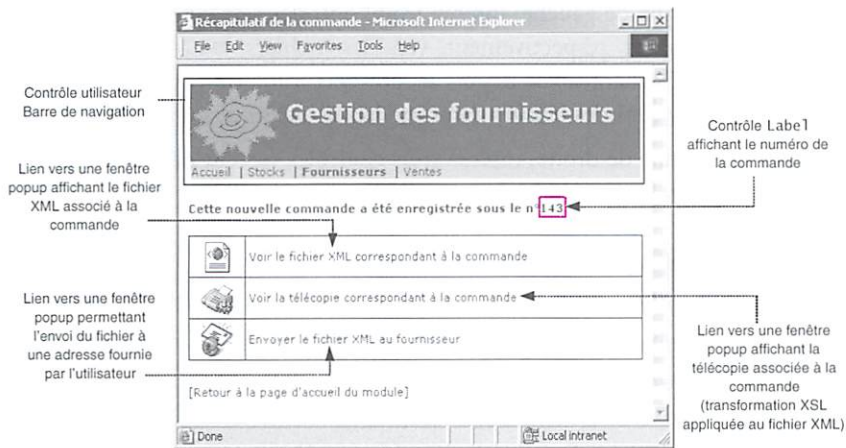 Récapitulatif de la commande - Microsoft Internet Explorer
File Edit View Favorites Tools Help
Contrôle utilisateur
Barre de navigation
Gestion des fournisseurs
Accueil | Stocks | Fournisseurs | Ventes
Contrôle Label
affichant le numéro de
la commande
Lien vers une fenêtre
popup affichant le fichier
XML associé à la
commande
Cette nouvelle commande a été enregistrée sous le n°143
Voir le fichier XML correspondant à la commande
Voir la télécopie correspondant à la commande
Envoyer le fichier XML au fournisseur
Lien vers une fenêtre
popup permettant
l'envoi du fichier à
une adresse fournie
par l'utilisateur
Lien vers une fenêtre
popup affichant la
télécopie associée à la
commande
(transformation XSL
appliquée au fichier XML)
[Retour à la page d'accueil du module]
Done
Local intranet